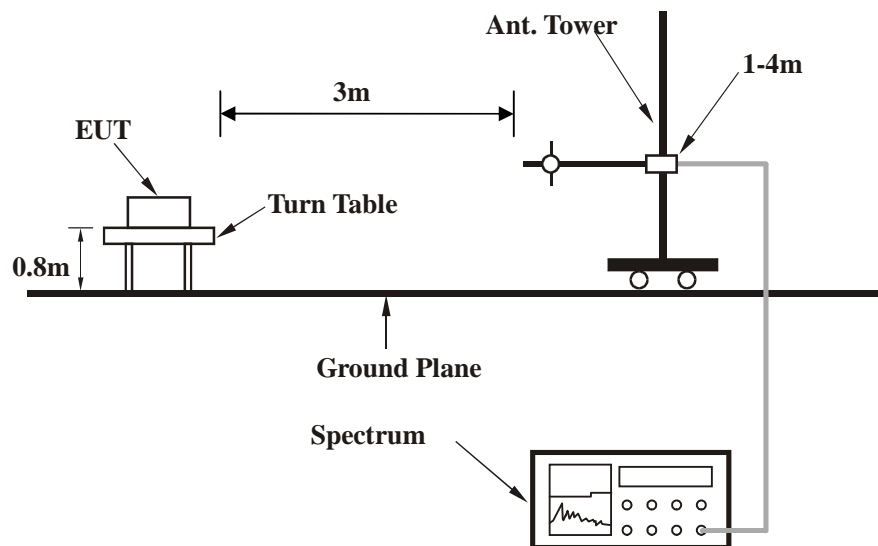 Ant. Tower
1-4m
3m
EUT
Turn Table
0.8m
Ground Plane
Spectrum